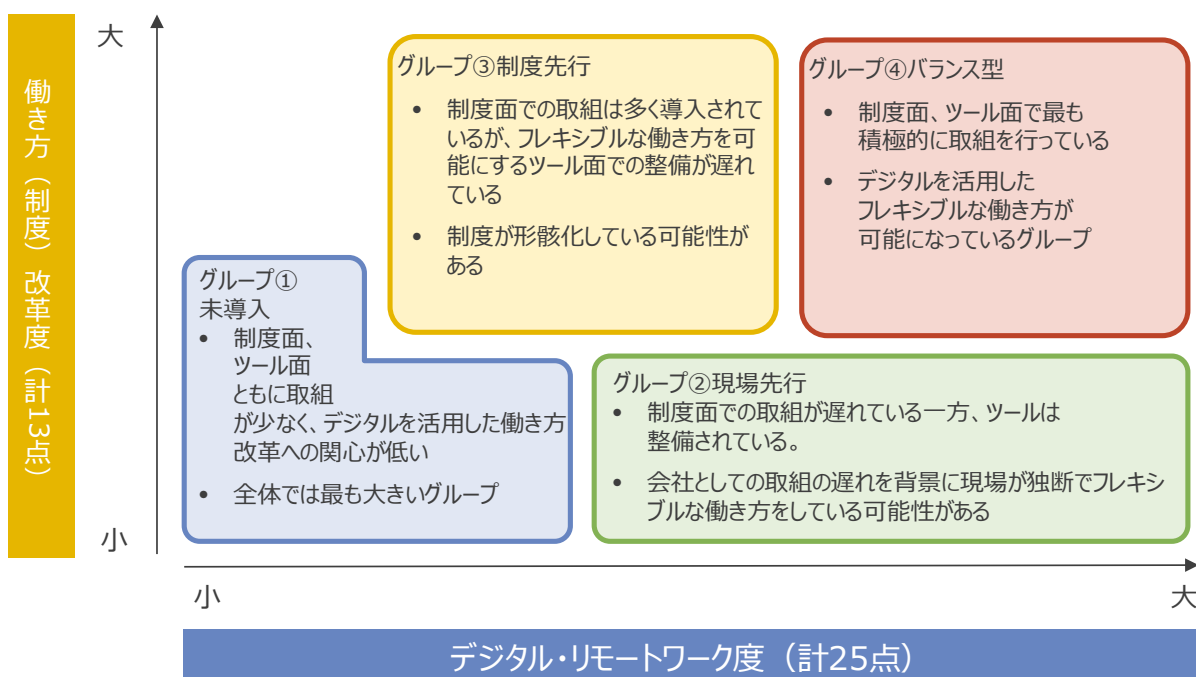 働き方（制度）改革度（計13点）
大
小
グループ③制度先行
• 制度面での取組は多く導入されて
いるが、フレキシブルな働き方を可
能にするツール面での整備が遅れ
ている
• 制度が形骸化している可能性が
ある
グループ④バランス型
• 制度面、ツール面で最も
積極的に取組を行っている
• デジタルを活用した
フレキシブルな働き方が
可能になっているグループ
グループ①
未導入
• 制度面、
ツール面
ともに取組
が少なく、デジタルを活用した働き方
改革への関心が低い
• 全体では最も大きいグループ
グループ②現場先行
• 制度面での取組が遅れている一方、ツールは
整備されている。
• 会社としての取組の遅れを背景に現場が独断でフレキシ
ブルな働き方をしている可能性がある
小
大
デジタル・リモートワーク度（計25点）